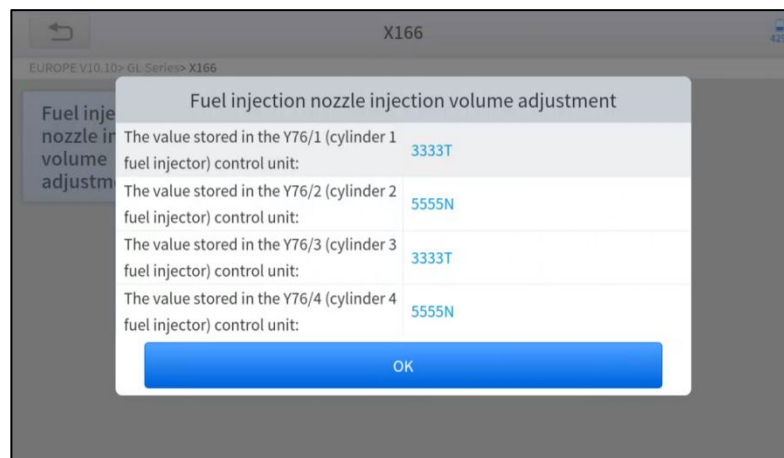 X166
42%
EUROPE V10.10> GL Series> X166
Fuel inje
nozzle in
volume
adjustm
Fuel injection nozzle injection volume adjustment
The value stored in the Y76/1 (cylinder 1
fuel injector) control unit:
3333T
The value stored in the Y76/2 (cylinder 2
fuel injector) control unit:
5555N
The value stored in the Y76/3 (cylinder 3
fuel injector) control unit:
3333T
The value stored in the Y76/4 (cylinder 4
fuel injector) control unit:
5555N
OK